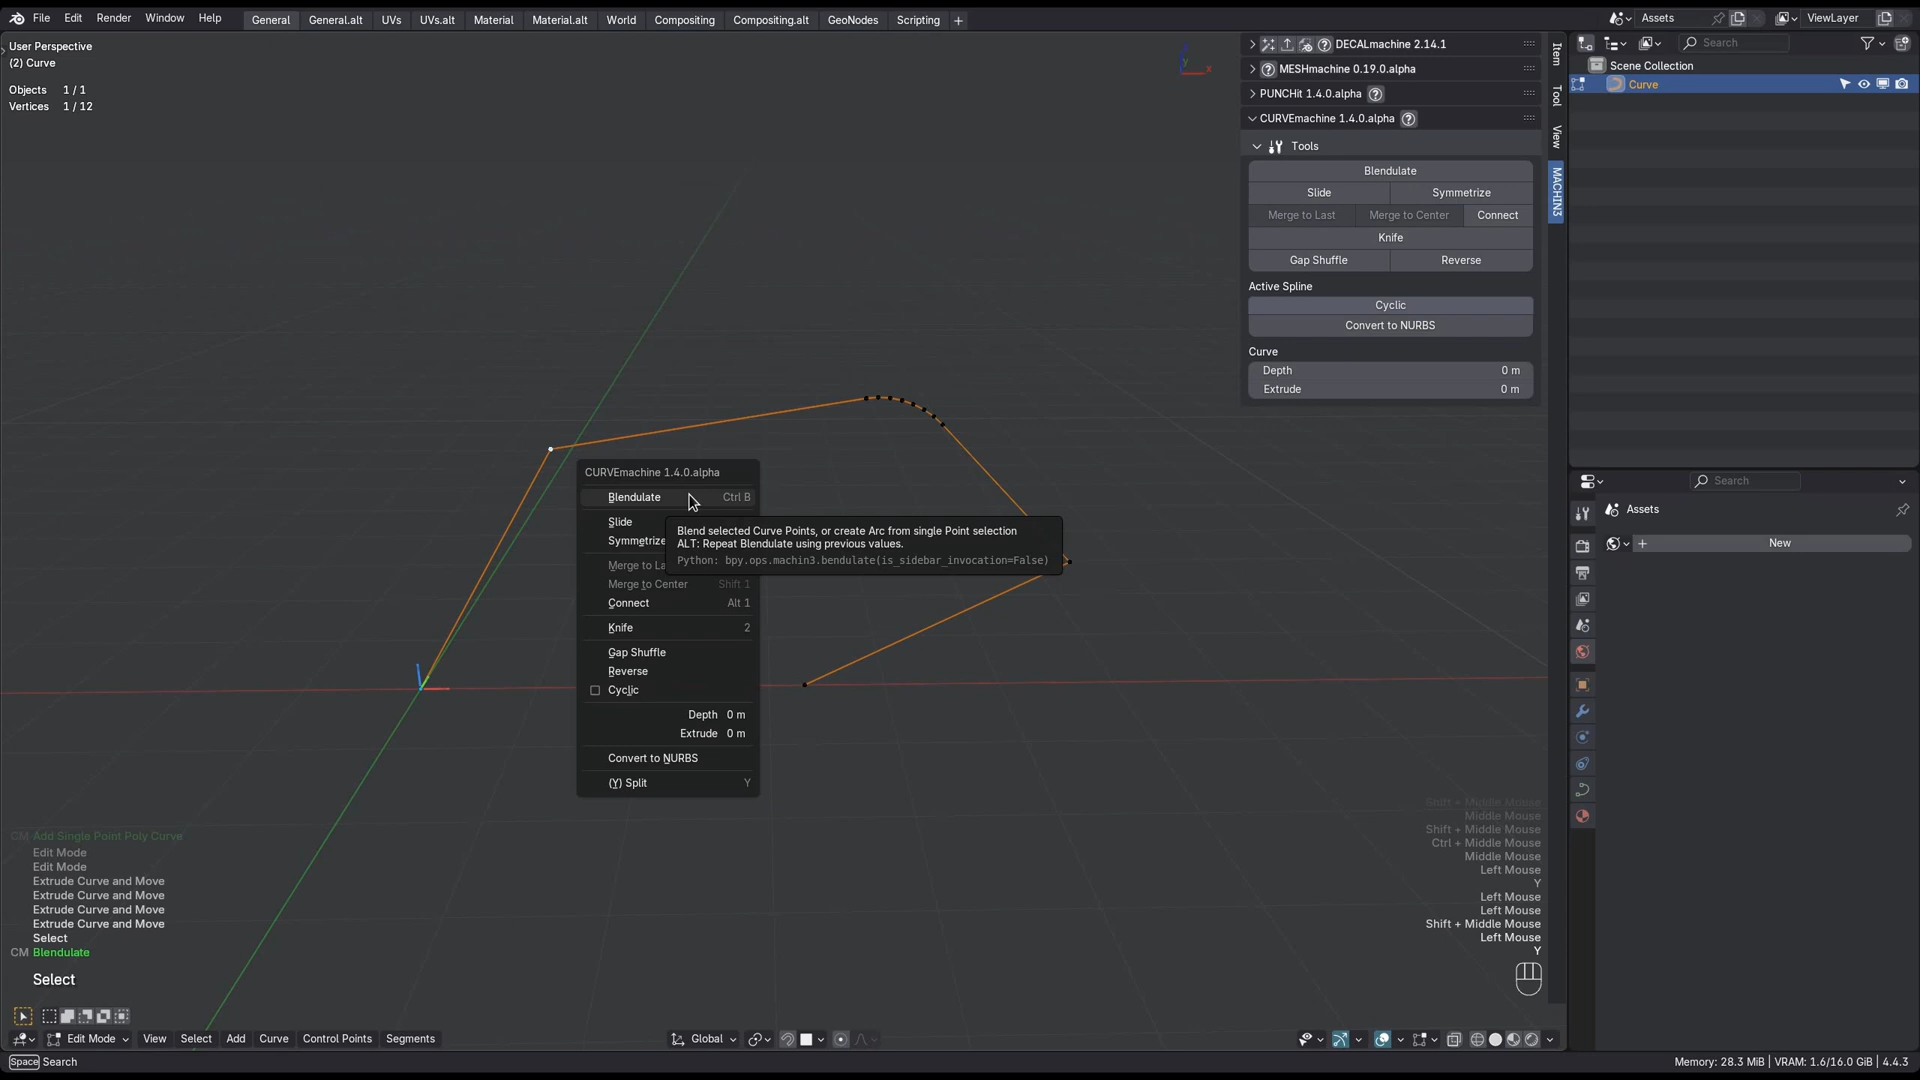 File Edit Render Window Help
General General.alt UVs UVs.alt Material Material.alt World Compositing Compositing.alt GeoNodes Scripting +
Assets
ViewLayer
User Perspective
(2) Curve
Objects 1 / 1
Vertices 1 / 12
y
x
DECALmachine 2.14.1
MESHmachine 0.19.0.alpha
PUNCHit 1.4.0.alpha
CURVEmachine 1.4.0.alpha
Tools
Blendulate
Slide Symmetrize
Merge to Last Merge to Center Connect
Knife
Gap Shuffle Reverse
Active Spline
Cyclic
Convert to NURBS
Curve
Depth 0 m
Extrude 0 m
Item
Tool
View
MACHIN3
Search
Scene Collection
Curve
Search
Assets
New
CURVEmachine 1.4.0.alpha
Blendulate Ctrl B
Slide
Symmetrize
Merge to La
Merge to Center Shift 1
Connect Alt 1
Knife 2
Gap Shuffle
Reverse
Cyclic
Depth 0 m
Extrude 0 m
Convert to NURBS
(Y) Split Y
Blend selected Curve Points, or create Arc from single Point selection
ALT: Repeat Blendulate using previous values.
Python: bpy.ops.machin3.bendulate(is_sidebar_invocation=False)
CM Add Single Point Poly Curve
Edit Mode
Edit Mode
Extrude Curve and Move
Extrude Curve and Move
Extrude Curve and Move
Extrude Curve and Move
Select
CM Blendulate
Select
Shift + Middle Mouse
Middle Mouse
Shift + Middle Mouse
Ctrl + Middle Mouse
Middle Mouse
Left Mouse
Y
Left Mouse
Left Mouse
Shift + Middle Mouse
Left Mouse
Y
Edit Mode View Select Add Curve Control Points Segments
Global
Space Search
Memory: 28.3 MiB | VRAM: 1.6/16.0 GiB | 4.4.3